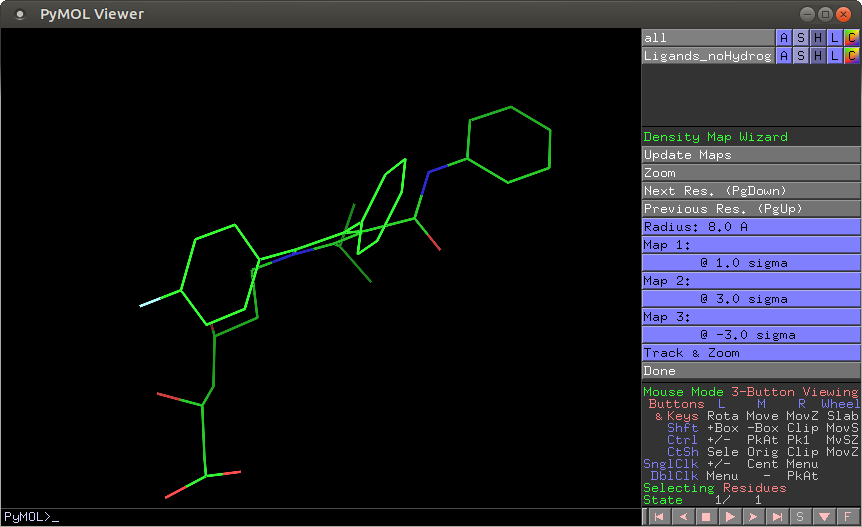 PyMOL Viewer
all A S H L C
Ligands_noHydrog A S H L C
Density Map Wizard
Update Maps
Zoom
Next Res. (PgDown)
Previous Res. (PgUp)
Radius: 8.0 A
Map 1:
@ 1.0 sigma
Map 2:
@ 3.0 sigma
Map 3:
@ -3.0 sigma
Track & Zoom
Done
Mouse Mode 3-Button Viewing
Buttons L M R Wheel
& Keys Rota Move MovZ Slab
Shft +Box -Box Clip MovS
Ctrl +/- PkAt Pk1 MvSZ
CtSh Sele Orig Clip MovZ
SnglClk +/- Cent Menu
DblClk Menu - PkAt
Selecting Residues
State 1/ 1
PyMOL>_
S F